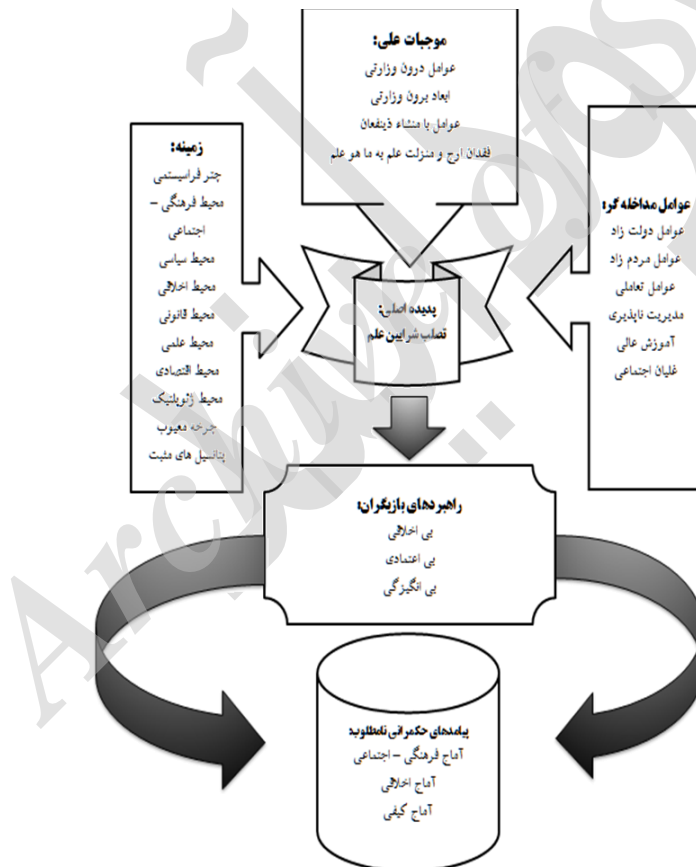 موجبات علی:
عوامل درون وزارتی
ابعاد برون وزارتی
عوامل با منشاء ذینفعان
فقدان ارج و منزلت علم به ما هو علم
زمینه:
چتر فراسیستمی
محیط فرهنگی –
اجتماعی
محیط سیاسی
محیط اخلاقی
محیط قانونی
محیط علمی
محیط اقتصادی
محیط ژئوپلتیک
چرخه معیوب
پتانسیل های مثبت
عوامل مداخله گر:
عوامل دولت زاد
عوامل مردم زاد
عوامل تعاملی
مدیریت ناپذیری
آموزش عالی
غلیان اجتماعی
پدیده اصلی:
تصلب شرایین علم
راهبردهای بازیگران:
بی اخلاقی
بی اعتمادی
بی انگیزگی
پیامدهای حکمرانی نامطلوب:
آماج فرهنگی – اجتماعی
آماج اخلاقی
آماج کیفی
Archive of